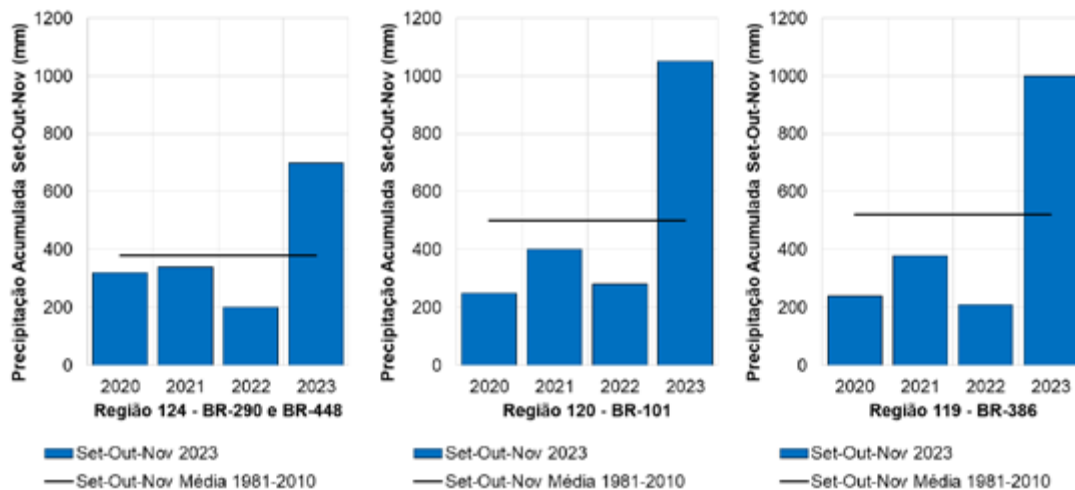 Precipitação Acumulada Set-Out-Nov (mm)
1200
1000
800
600
400
200
0
2020 2021 2022 2023
Região 124 - BR-290 e BR-448
Set-Out-Nov 2023
Set-Out-Nov Média 1981-2010
Precipitação Acumulada Set-Out-Nov (mm)
1200
1000
800
600
400
200
0
2020 2021 2022 2023
Região 120 - BR-101
Set-Out-Nov 2023
Set-Out-Nov Média 1981-2010
Precipitação Acumulada Set-Out-Nov (mm)
1200
1000
800
600
400
200
0
2020 2021 2022 2023
Região 119 - BR-386
Set-Out-Nov 2023
Set-Out-Nov Média 1981-2010